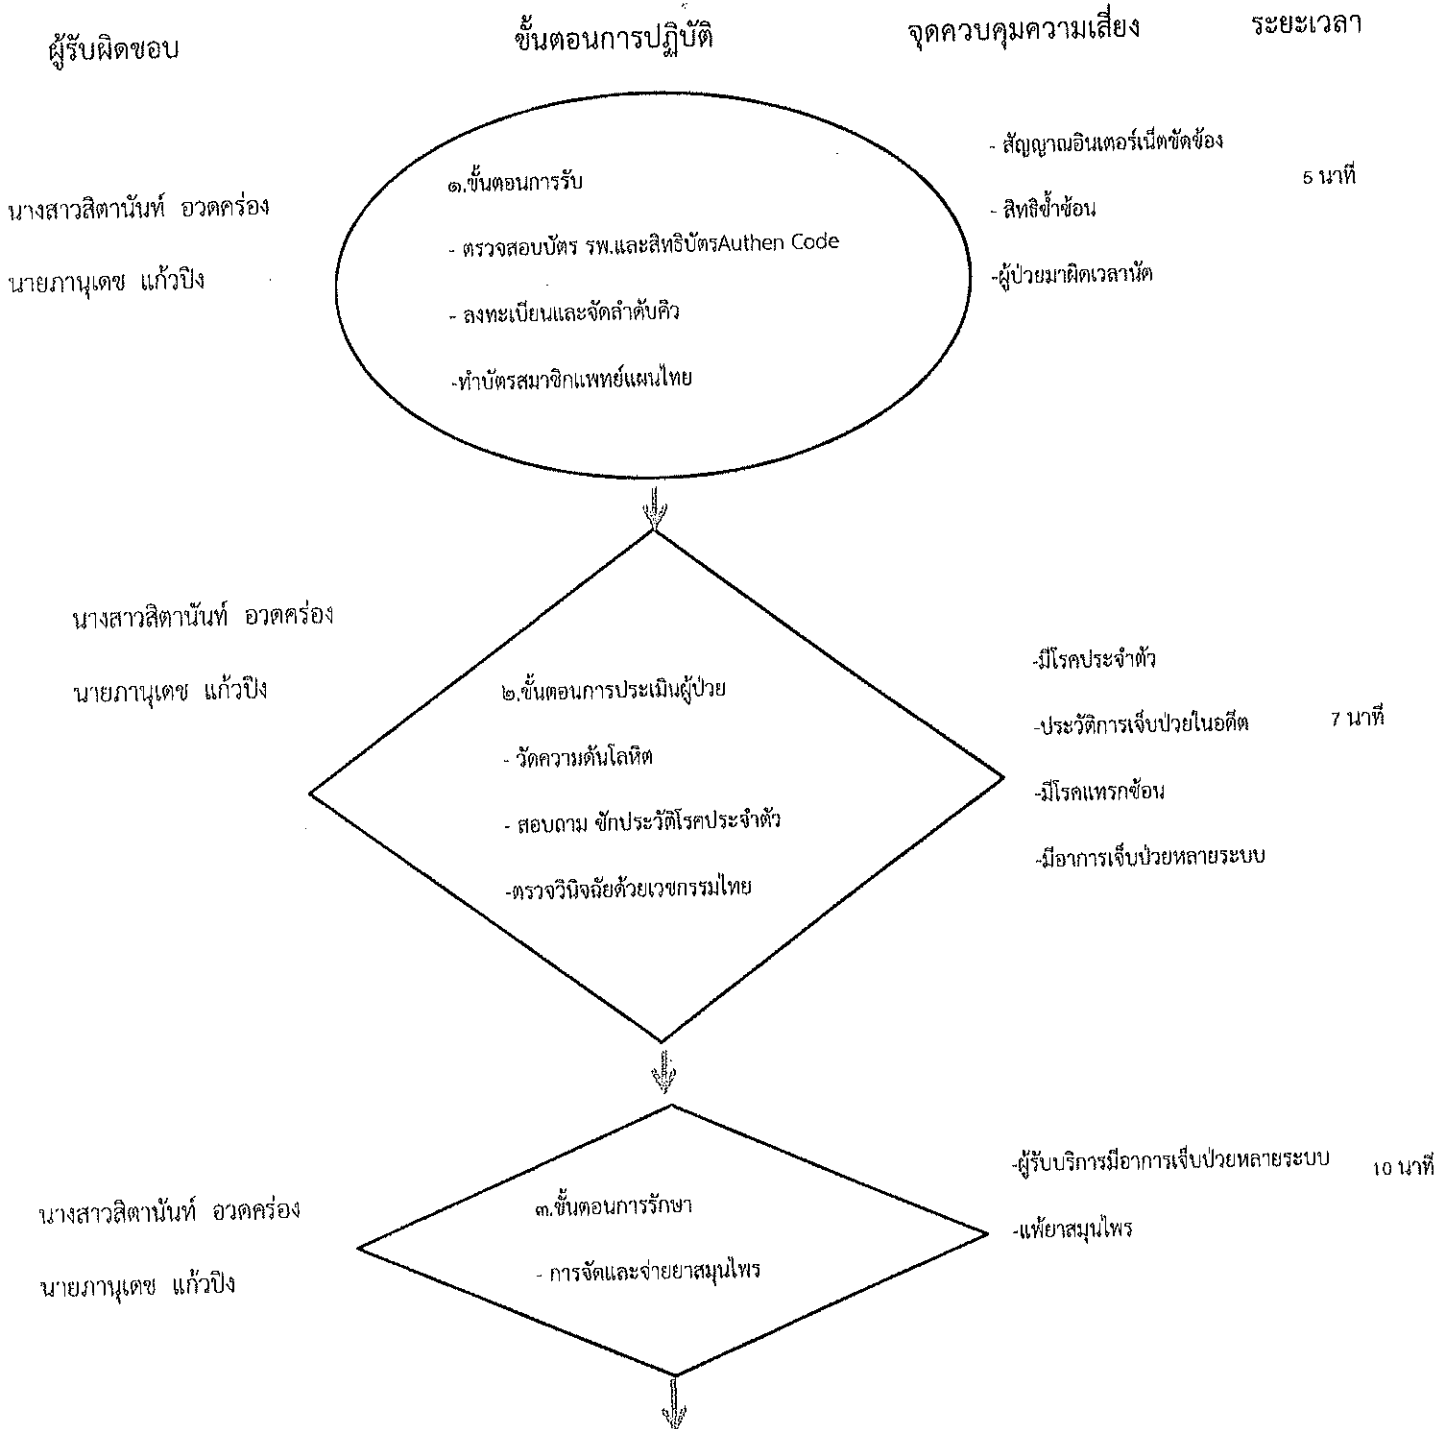 ผู้รับผิดชอบ
ขั้นตอนการปฏิบัติ
จุดควบคุมความเสี่ยง
ระยะเวลา
นางสาวสิตานันท์ อวดคร่อง
นายภานุเดช แก้วปิง
๑.ขั้นตอนการรับ
- ตรวจสอบบัตร รพ.และสิทธิบัตรAuthen Code
- ลงทะเบียนและจัดลำดับคิว
-ทำบัตรสมาชิกแพทย์แผนไทย
- สัญญาณอินเตอร์เน็ตขัดข้อง
- สิทธิซ้ำซ้อน
-ผู้ป่วยมาผิดเวลานัด
5 นาที
นางสาวสิตานันท์ อวดคร่อง
นายภานุเดช แก้วปิง
๒.ขั้นตอนการประเมินผู้ป่วย
- วัดความดันโลหิต
- สอบถาม ซักประวัติโรคประจำตัว
-ตรวจวินิจฉัยด้วยเวชกรรมไทย
-มีโรคประจำตัว
-ประวัติการเจ็บป่วยในอดีต
-มีโรคแทรกซ้อน
-มีอาการเจ็บป่วยหลายระบบ
7 นาที
นางสาวสิตานันท์ อวดคร่อง
นายภานุเดช แก้วปิง
๓.ขั้นตอนการรักษา
- การจัดและจ่ายยาสมุนไพร
-ผู้รับบริการมีอาการเจ็บป่วยหลายระบบ
-แพ้ยาสมุนไพร
10 นาที